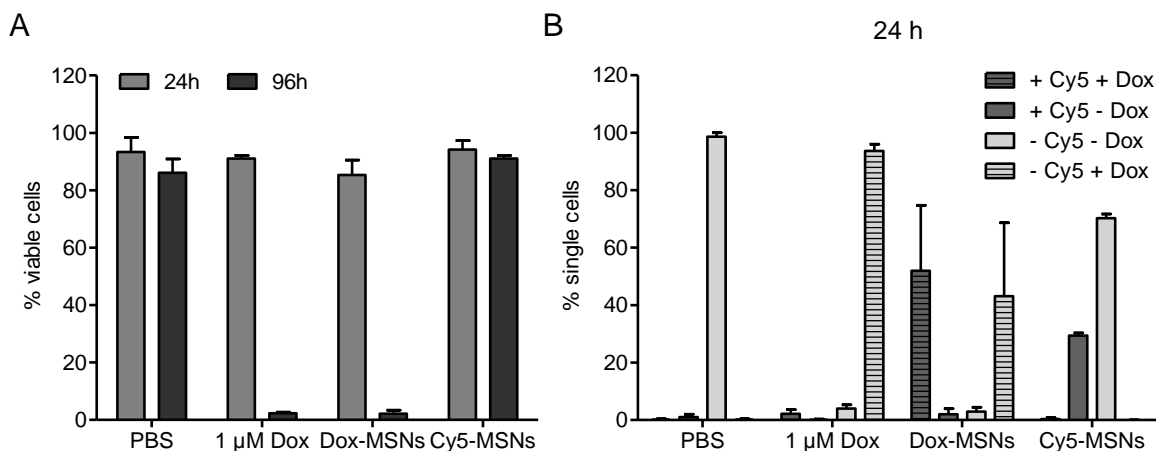 A
24h 96h
% viable cells
120
100
80
60
40
20
0
PBS 1 µM Dox Dox-MSNs Cy5-MSNs
B
24 h
+ Cy5 + Dox
+ Cy5 - Dox
- Cy5 - Dox
- Cy5 + Dox
% single cells
120
100
80
60
40
20
0
PBS 1 µM Dox Dox-MSNs Cy5-MSNs